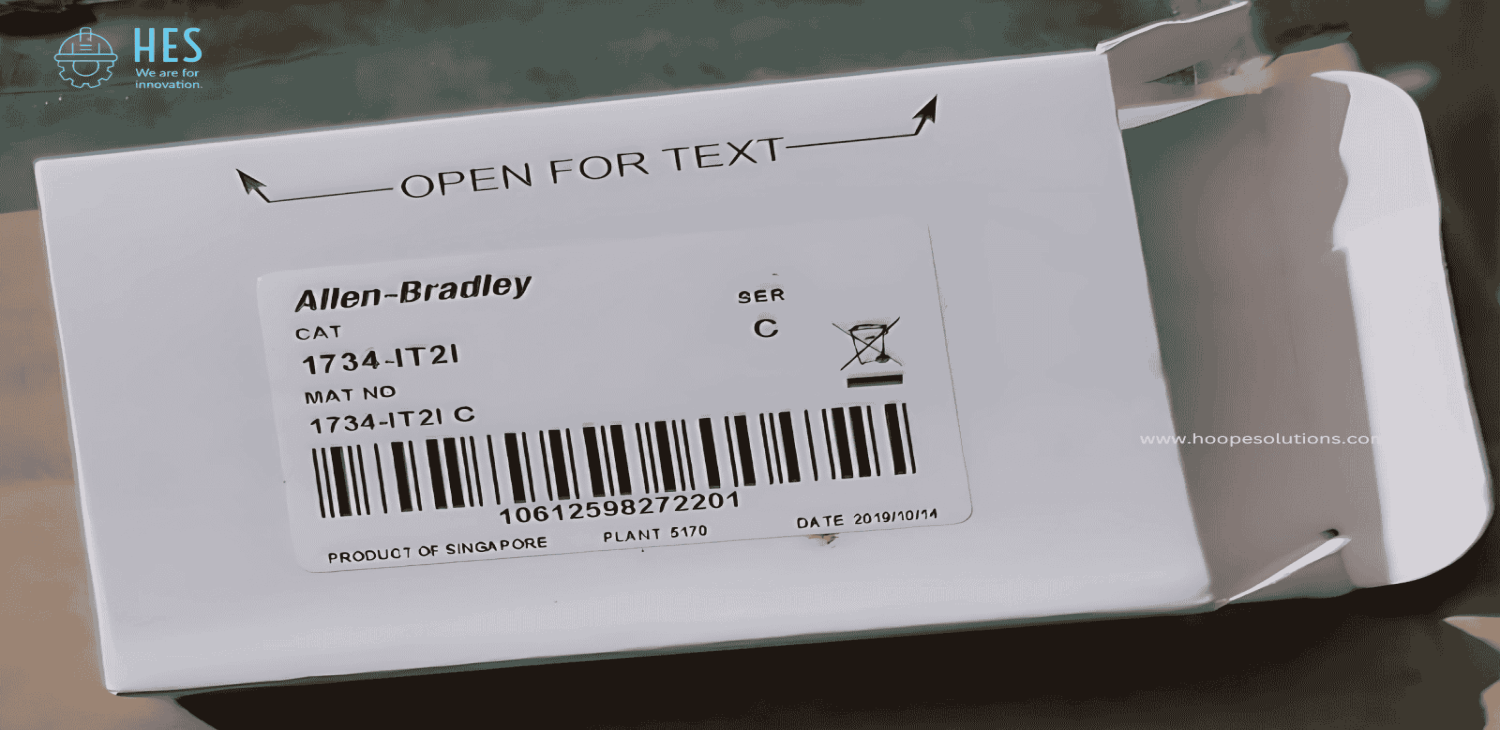 HES
We are for
innovation.
OPEN FOR TEXT
Allen-Bradley
CAT
1734-IT2I
SER
C
MAT NO
1734-IT2I C
10612598272201
PRODUCT OF SINGAPORE PLANT 5170 DATE 2019/10/14
www.hoopesolutions.com